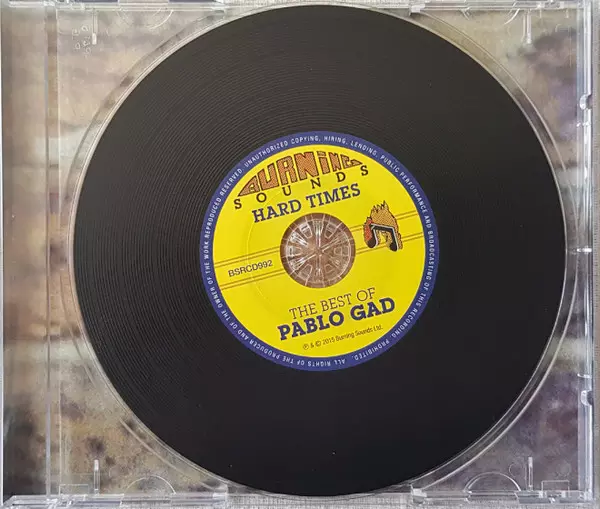 BURNING
SOUNDS
HARD TIMES
BSRCD992
THE BEST OF
PABLO GAD
℗ & © 2015 Burning Sounds Ltd.
ALL RIGHTS OF THE PRODUCER AND OF THE OWNER OF THE WORK REPRODUCED RESERVED. UNAUTHORIZED COPYING, HIRING, LENDING, PUBLIC PERFORMANCE AND BROADCASTING OF THIS RECORDING PROHIBITED.